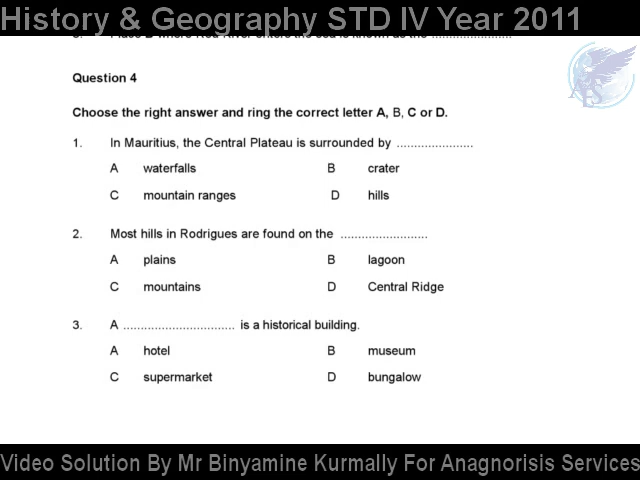 History & Geography STD IV Year 2011
Question 4
Choose the right answer and ring the correct letter A, B, C or D.
1. In Mauritius, the Central Plateau is surrounded by ......................
A waterfalls B crater
C mountain ranges D hills
2. Most hills in Rodrigues are found on the .........................
A plains B lagoon
C mountains D Central Ridge
3. A ................................ is a historical building.
A hotel B museum
C supermarket D bungalow
Video Solution By Mr Binyamine Kurmally For Anagnorisis Services